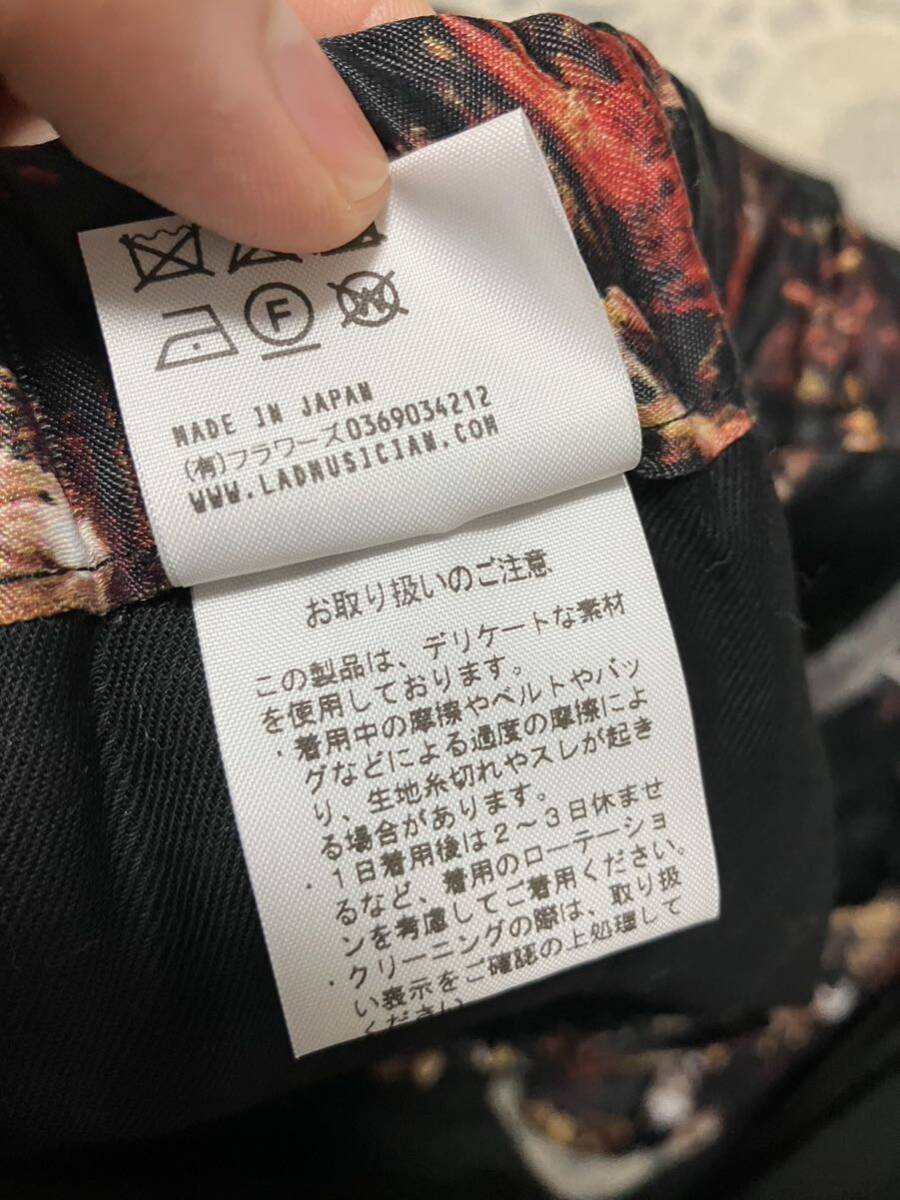 F
W
MADE IN JAPAN
(有)フラワーズ0369034212
WWW.LADMUSICIAN.COM
お取り扱いのご注意
この製品は、デリケートな素材
を使用しております。
・着用中の摩擦やベルトやバッ
グなどによる過度の摩擦によ
り、生地糸切れやスレが起き
る場合があります。
・1日着用後は2～3日休ませ
るなど、着用のローテーショ
ンを考慮してご着用ください。
・クリーニングの際は、取り扱
い表示をご確認の上処理して
ください